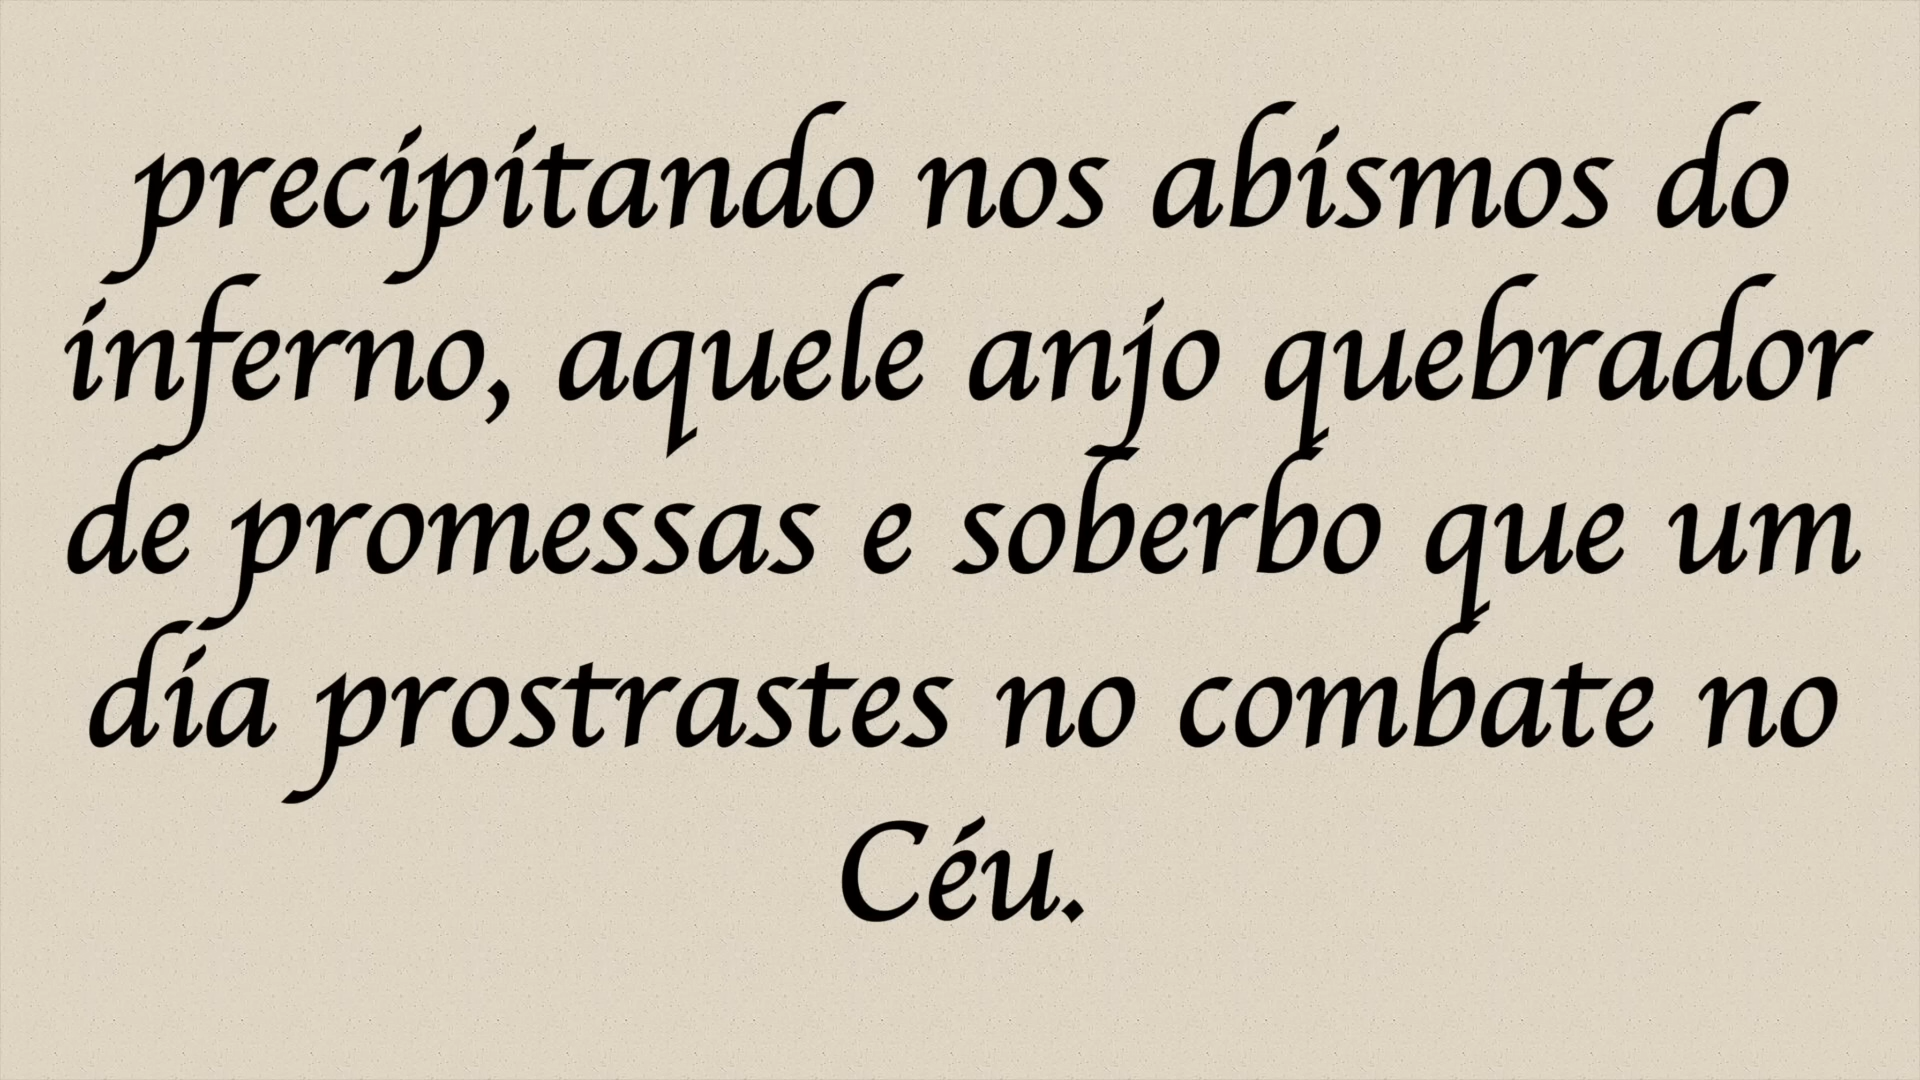 precipitando nos abismos do
inferno, aquele anjo quebrador
de promessas e soberbo que um
dia prostrastes no combate no
Céu.